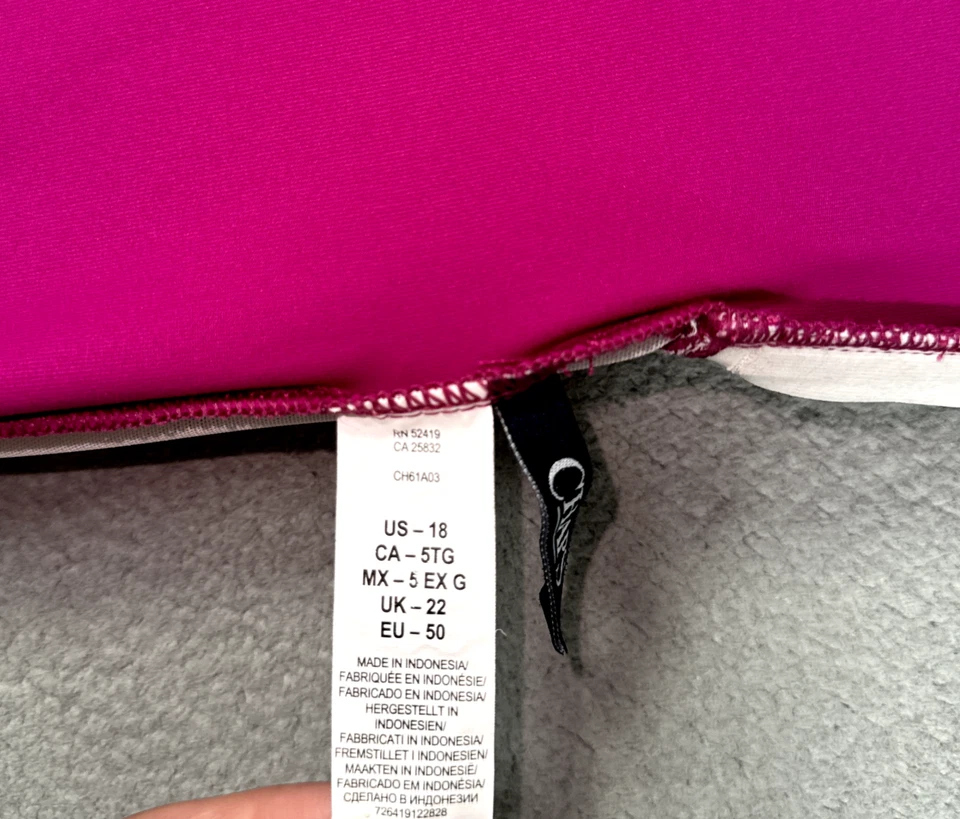 RN 52419
CA 25832
CH61A03
US – 18
CA – 5TG
MX – 5 EX G
UK – 22
EU – 50
MADE IN INDONESIA/
FABRIQUÉE EN INDONÉSIE/
FABRICADO EN INDONESIA/
HERGESTELLT IN
INDONESIEN/
FABBRICATI IN INDONESIA/
FREMSTILLET I INDONESIEN/
MAAKTEN IN INDONESIË/
FABRICADO EM INDONÉSIA/
СДЕЛАНО В ИНДОНЕЗИИ
726419122828